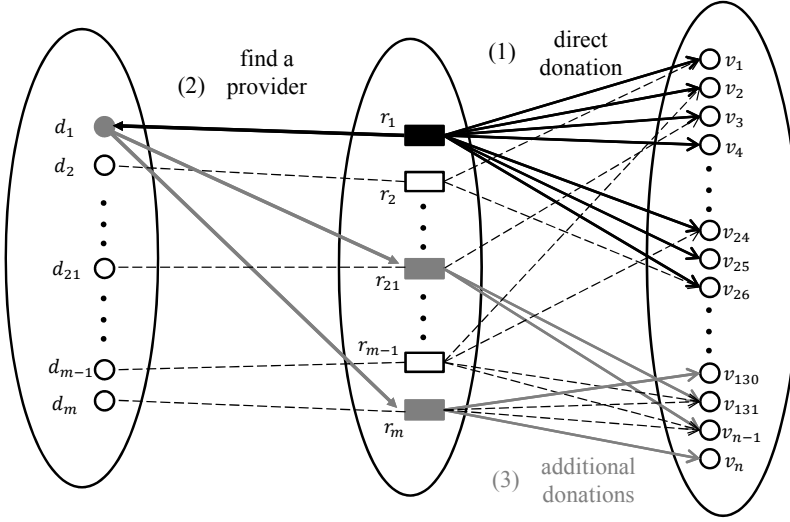 (1) direct
donation
(2) find a
provider
d₁
d₂
d₂₁
dₘ₋₁
dₘ
r₁
r₂
r₂₁
rₘ₋₁
rₘ
v₁
v₂
v₃
v₄
v₂₄
v₂₅
v₂₆
v₁₃₀
v₁₃₁
vₙ₋₁
vₙ
(3) additional
donations